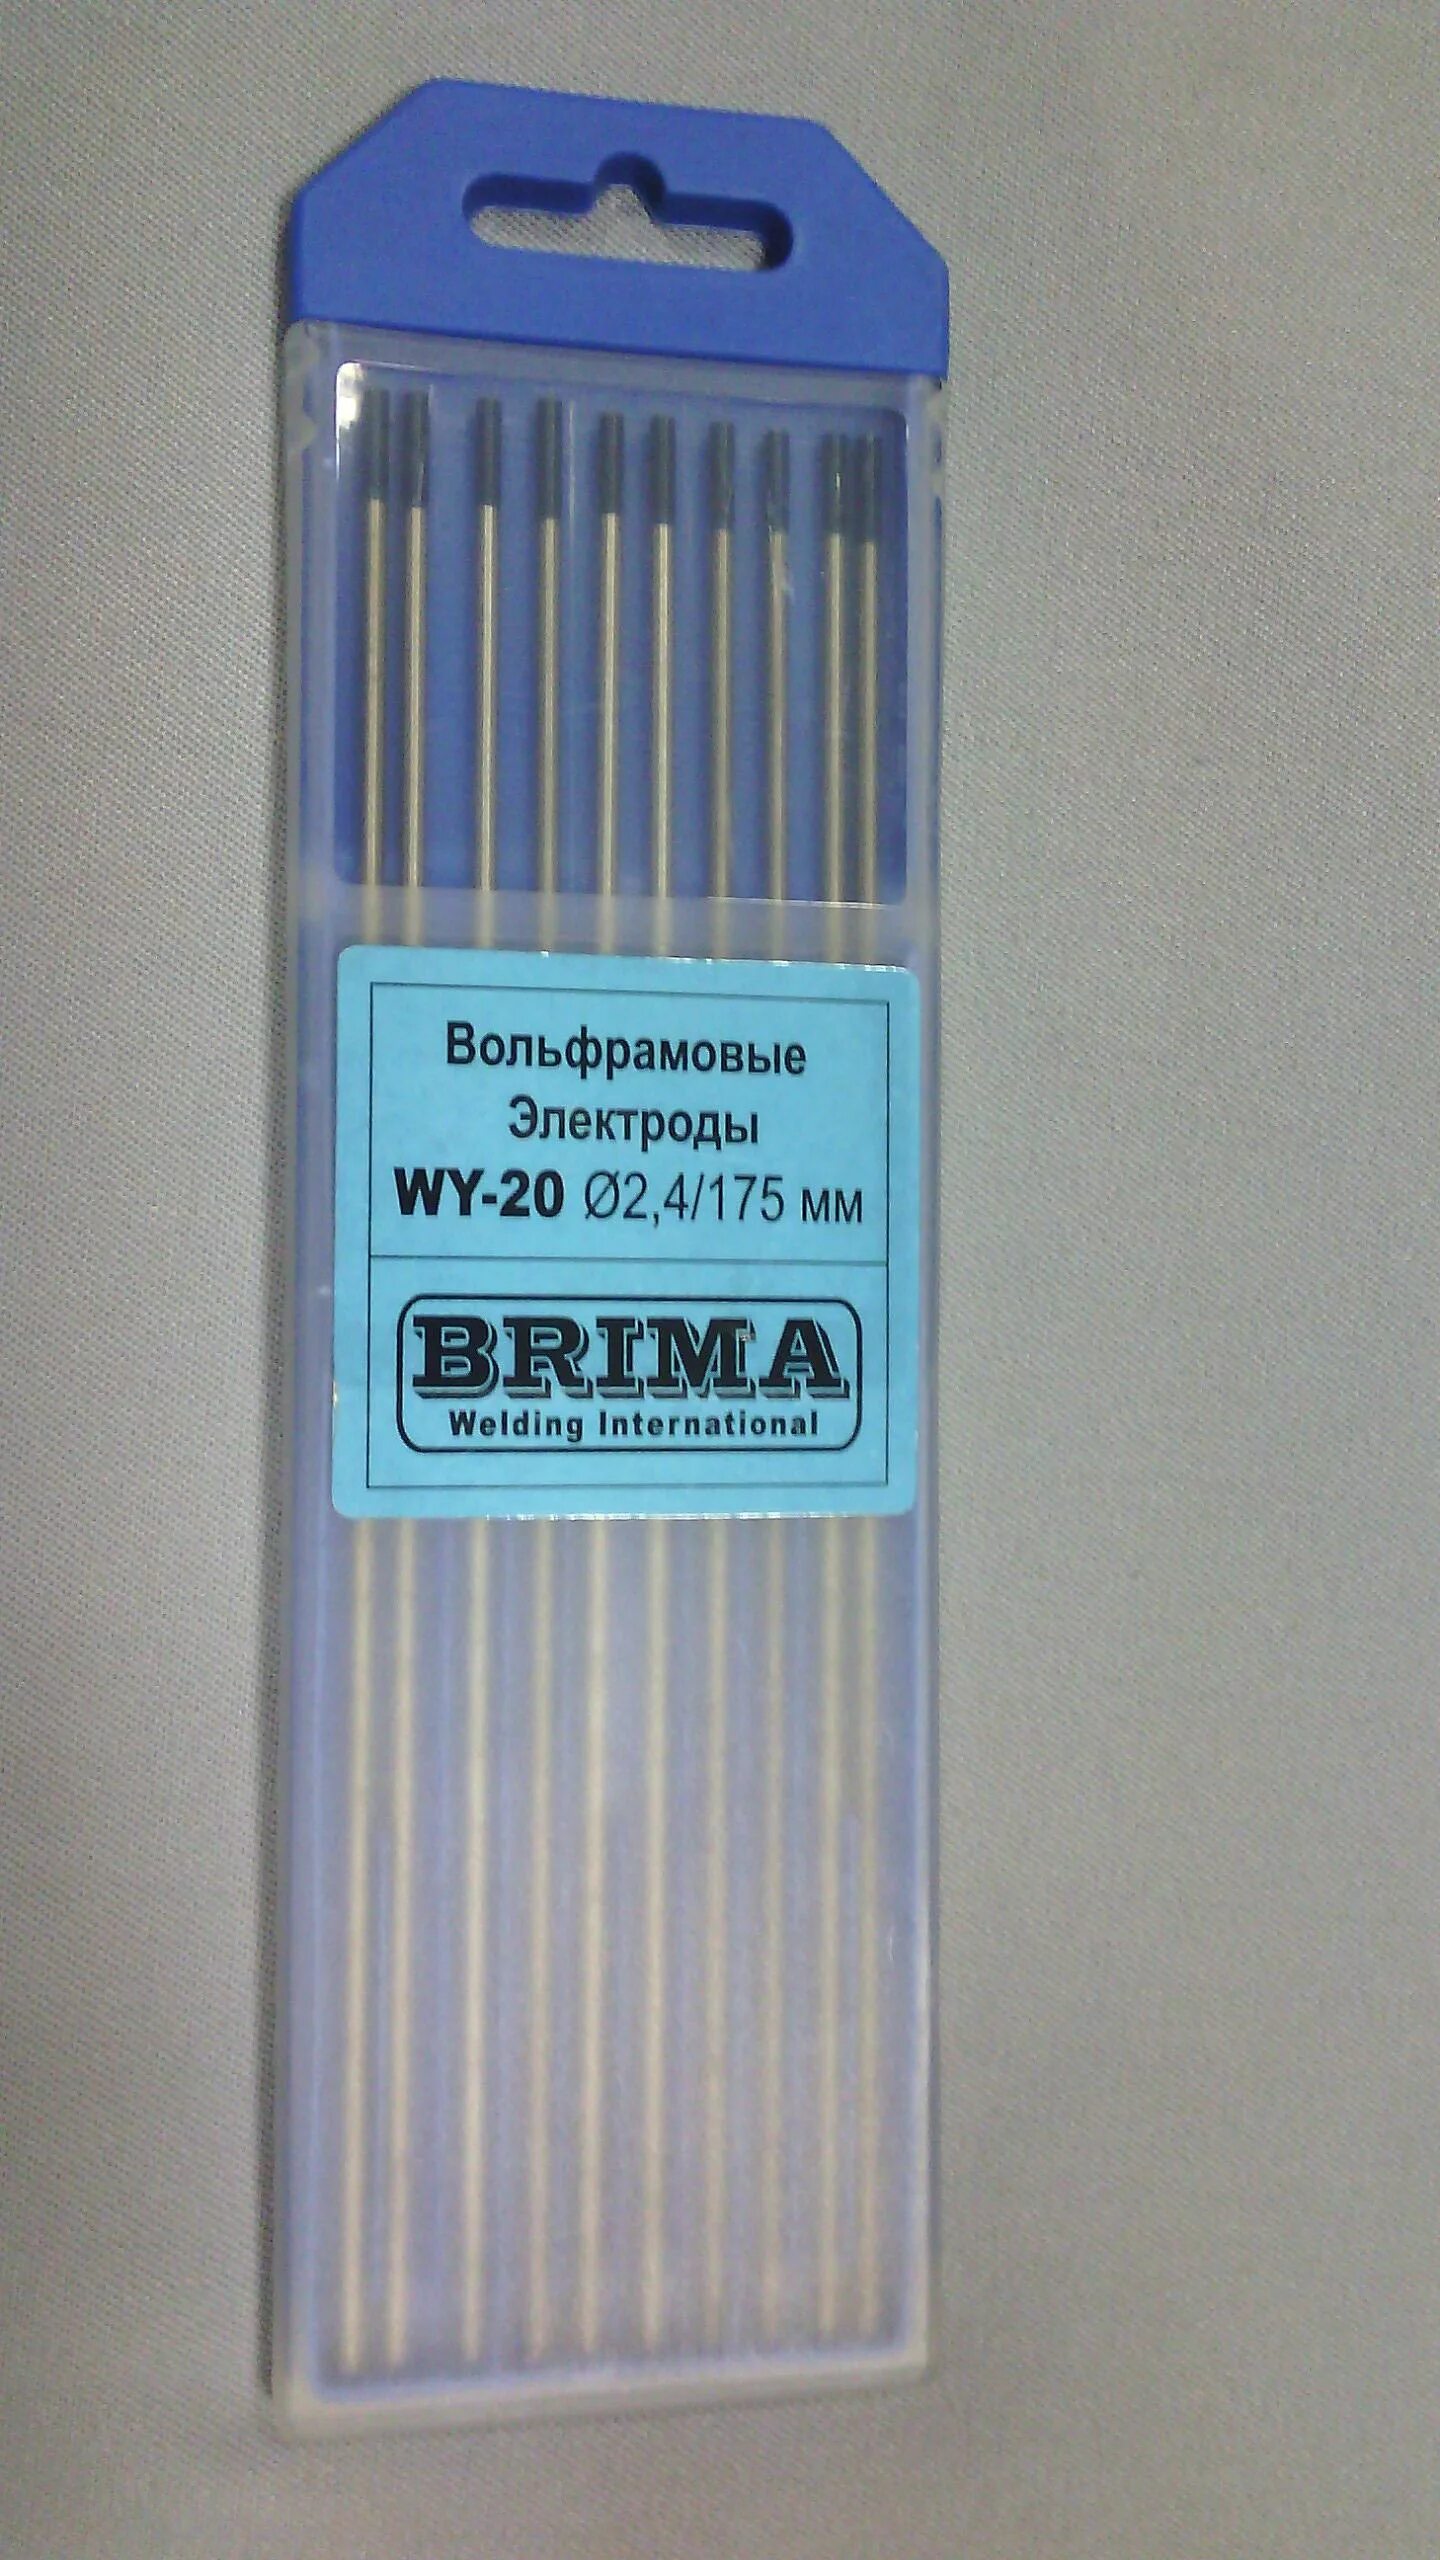 Вольфрамовые
Электроды
WY-20 Ø2,4/175 мм
BRIMA
Welding International